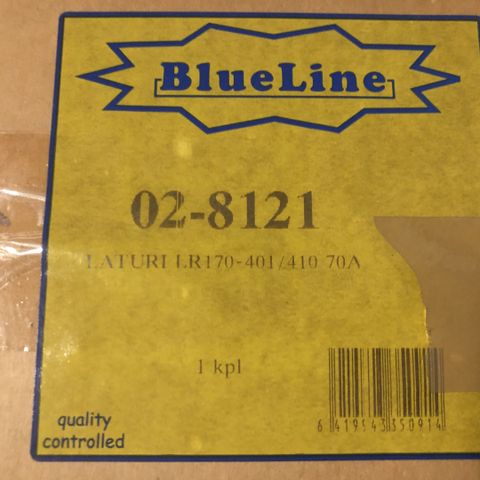 BlueLine
02-8121
LATURI LR170-401/410 70A
1 kpl
quality
controlled
6 419543 350914